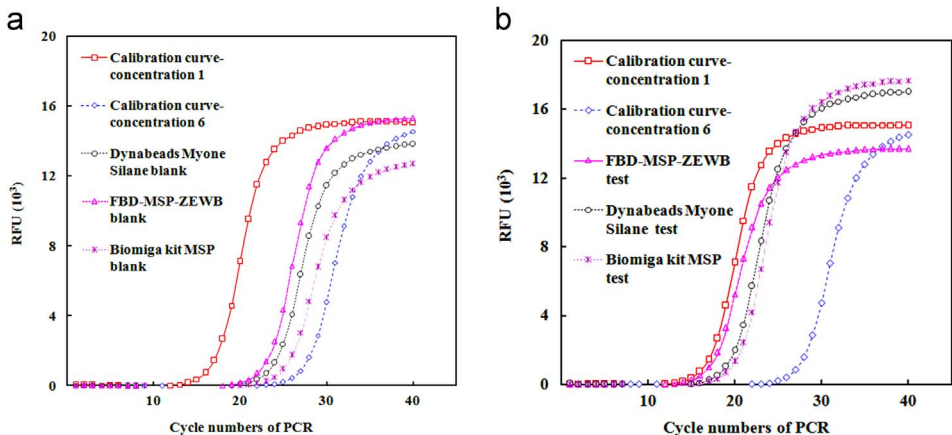 a
20
16
12
8
4
0
RFU (10³)
10
20
30
40
Cycle numbers of PCR
Calibration curve-
concentration 1
Calibration curve-
concentration 6
Dynabeads Myone
Silane blank
FBD-MSP-ZEWB
blank
Biomiga kit MSP
blank
b
20
16
12
8
4
0
RFU (10³)
10
20
30
40
Cycle numbers of PCR
Calibration curve-
concentration 1
Calibration curve-
concentration 6
FBD-MSP-ZEWB
test
Dynabeads Myone
Silane test
Biomiga kit MSP
test